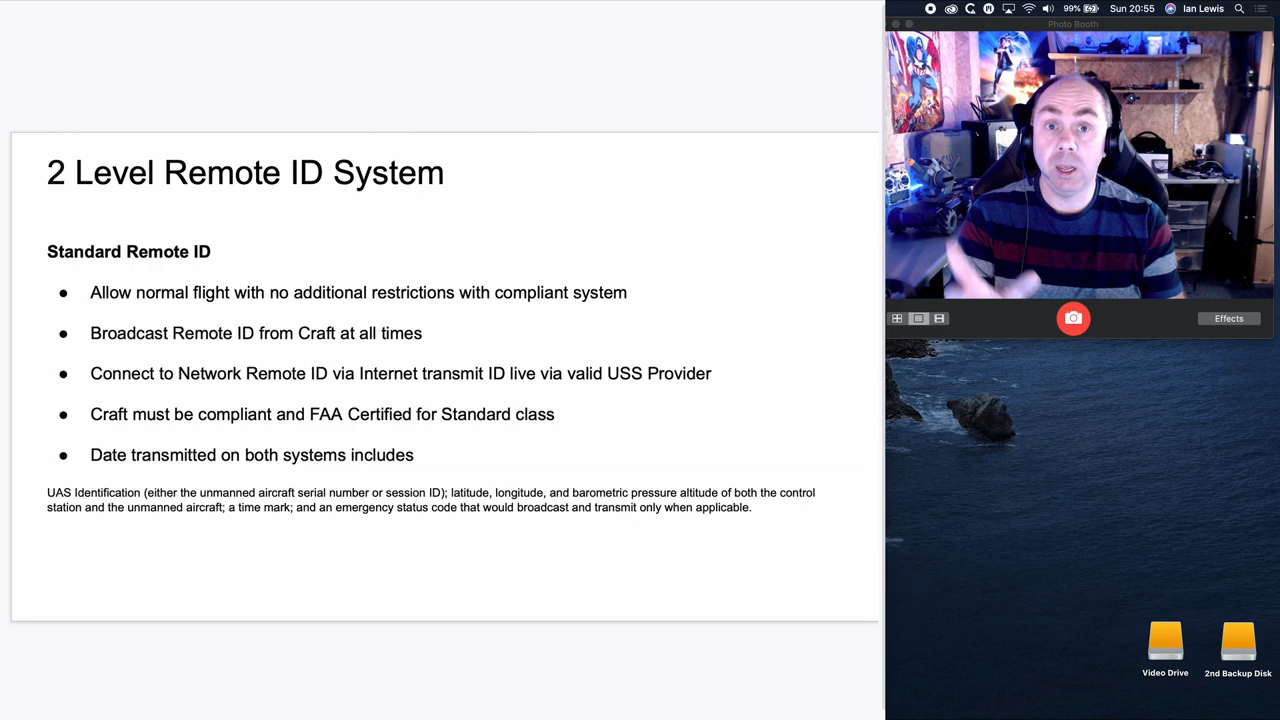 99%
Sun 20:55
Ian Lewis
Photo Booth
2 Level Remote ID System
Standard Remote ID
● Allow normal flight with no additional restrictions with compliant system
● Broadcast Remote ID from Craft at all times
● Connect to Network Remote ID via Internet transmit ID live via valid USS Provider
● Craft must be compliant and FAA Certified for Standard class
● Date transmitted on both systems includes
UAS Identification (either the unmanned aircraft serial number or session ID); latitude, longitude, and barometric pressure altitude of both the control
station and the unmanned aircraft; a time mark; and an emergency status code that would broadcast and transmit only when applicable.
Effects
Video Drive
2nd Backup Disk